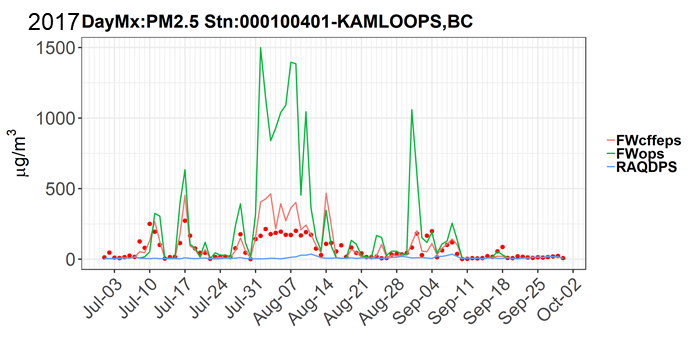 2017 DayMx:PM2.5 Stn:000100401-KAMLOOPS,BC
1500
1000
500
0
μg/m³
FWcffeps
FWops
RAQDPS
Jul-03
Jul-10
Jul-17
Jul-24
Jul-31
Aug-07
Aug-14
Aug-21
Aug-28
Sep-04
Sep-11
Sep-18
Sep-25
Oct-02